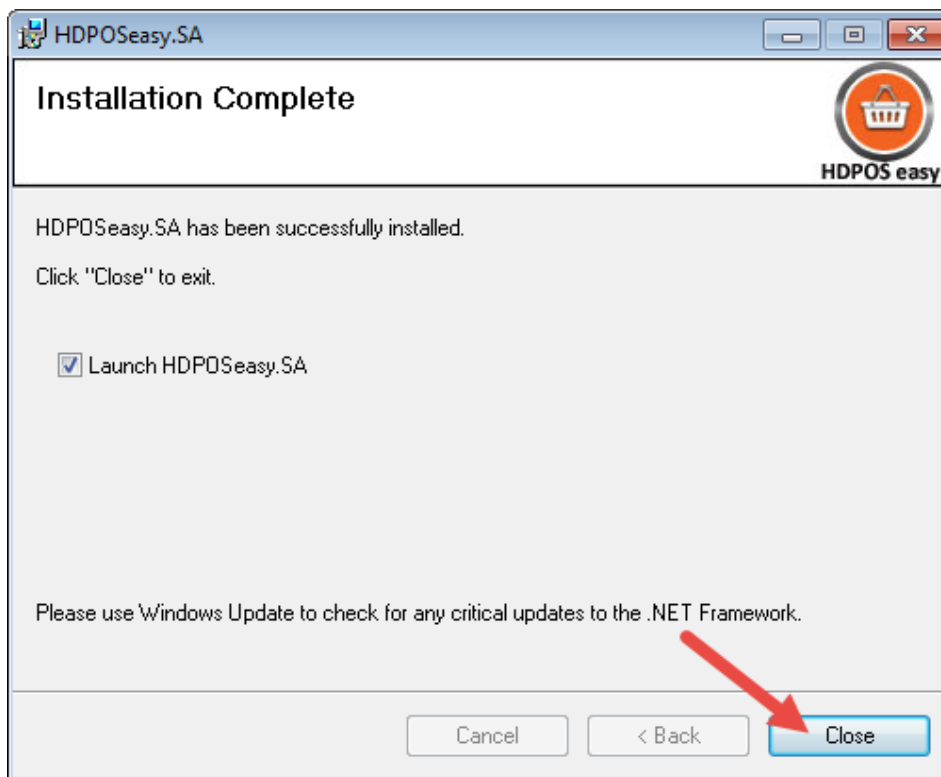 HDPOSeasy.SA
Installation Complete
HDPOS easy
HDPOSeasy.SA has been successfully installed.
Click "Close" to exit.
Launch HDPOSeasy.SA
Please use Windows Update to check for any critical updates to the .NET Framework.
Cancel
< Back
Close